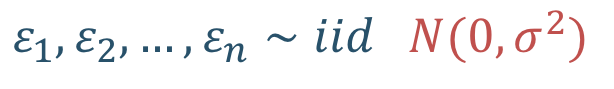 ε₁, ε₂, … , εₙ ~ iid N(0, σ²)